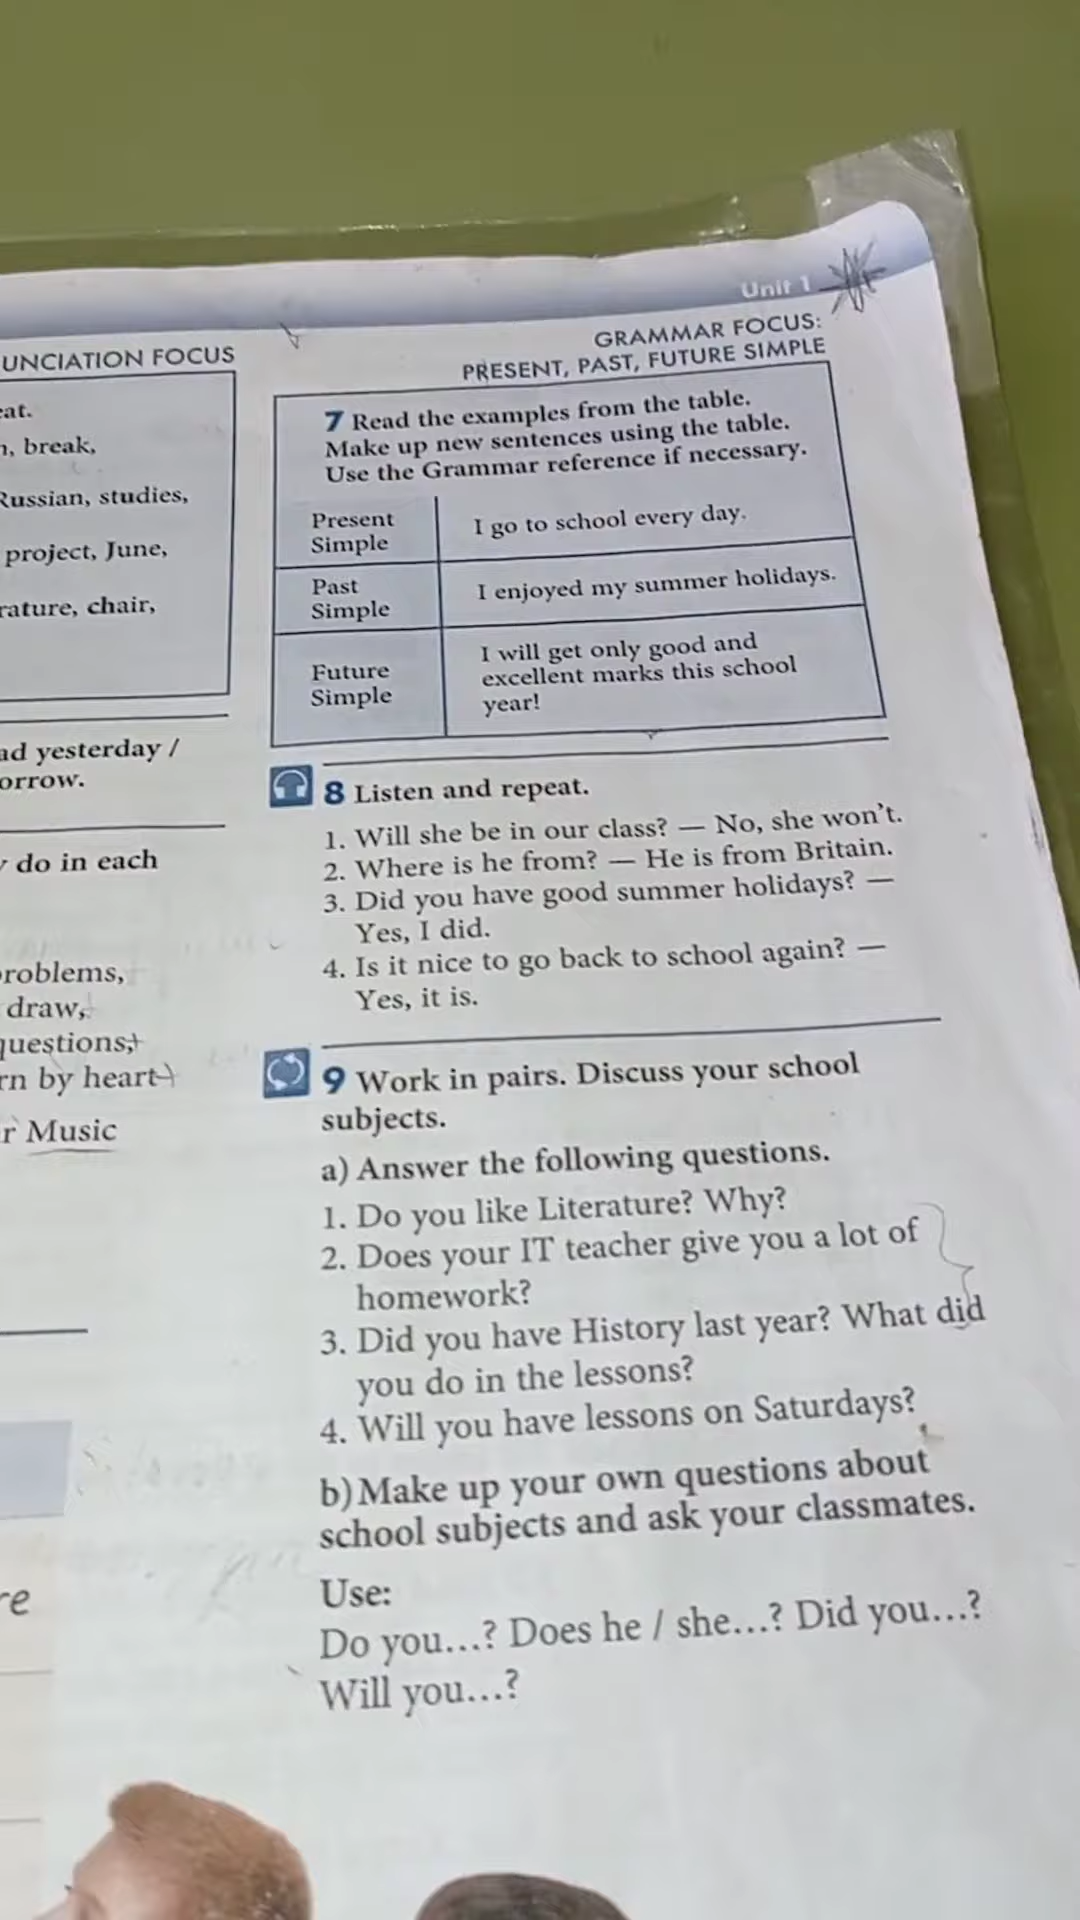 Unit 1
UNCIATION FOCUS
eat.
n, break,
Russian, studies,
project, June,
rature, chair,
ad yesterday /
orrow.
do in each
roblems,
draw,
questions,
rn by heart
r Music
re
GRAMMAR FOCUS:
PRESENT, PAST, FUTURE SIMPLE
7 Read the examples from the table.
Make up new sentences using the table.
Use the Grammar reference if necessary.
Present
Simple
I go to school every day.
Past
Simple
I enjoyed my summer holidays.
Future
Simple
I will get only good and
excellent marks this school
year!
8 Listen and repeat.
1. Will she be in our class? — No, she won't.
2. Where is he from? — He is from Britain.
3. Did you have good summer holidays? —
Yes, I did.
4. Is it nice to go back to school again? —
Yes, it is.
9 Work in pairs. Discuss your school
subjects.
a) Answer the following questions.
1. Do you like Literature? Why?
2. Does your IT teacher give you a lot of
homework?
3. Did you have History last year? What did
you do in the lessons?
4. Will you have lessons on Saturdays?
b) Make up your own questions about
school subjects and ask your classmates.
Use:
Do you...? Does he / she...? Did you...?
Will you...?